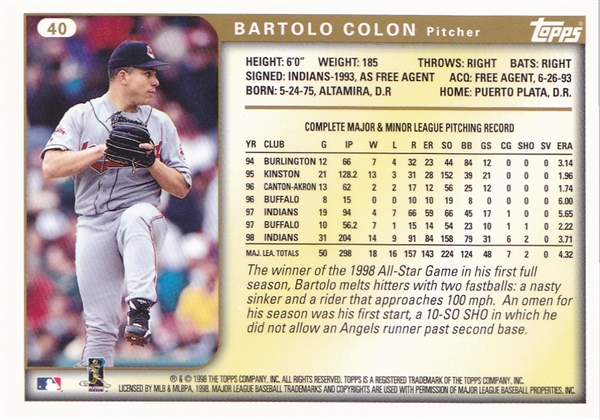 40
BARTOLO COLON Pitcher
Topps
HEIGHT: 6'0" WEIGHT: 185 THROWS: RIGHT BATS: RIGHT
SIGNED: INDIANS-1993, AS FREE AGENT ACQ: FREE AGENT, 6-26-93
BORN: 5-24-75, ALTAMIRA, D.R HOME: PUERTO PLATA, D.R.
COMPLETE MAJOR & MINOR LEAGUE PITCHING RECORD
YR CLUB G IP W L R ER SO BB GS CG SHO SV ERA
94 BURLINGTON 12 66 7 4 32 23 44 84 12 0 0 0 3.14
95 KINSTON 21 128.2 13 3 31 28 152 39 21 0 0 0 1.96
96 CANTON-AKRON 13 62 2 2 17 12 56 25 12 0 0 0 1.74
96 BUFFALO 8 15 0 0 10 10 19 8 0 0 0 0 6.00
97 INDIANS 19 94 4 7 66 59 66 45 17 1 0 0 5.65
97 BUFFALO 10 56.2 7 1 15 14 54 23 10 1 1 0 2.22
98 INDIANS 31 204 14 9 91 84 158 79 31 6 2 0 3.71
MAJ. LEA. TOTALS 50 298 18 16 157 143 224 124 48 7 2 0 4.32
The winner of the 1998 All-Star Game in his first full
season, Bartolo melts hitters with two fastballs: a nasty
sinker and a rider that approaches 100 mph. An omen for
his season was his first start, a 10-SO SHO in which he
did not allow an Angels runner past second base.
® & © 1998 THE TOPPS COMPANY, INC. ALL RIGHTS RESERVED. TOPPS IS A REGISTERED TRADEMARK OF THE TOPPS COMPANY, INC.
LICENSED BY MLB & MLBPA, 1998. MAJOR LEAGUE BASEBALL TRADEMARKS AND COPYRIGHTS ARE USED WITH PERMISSION OF MAJOR LEAGUE BASEBALL PROPERTIES, INC.